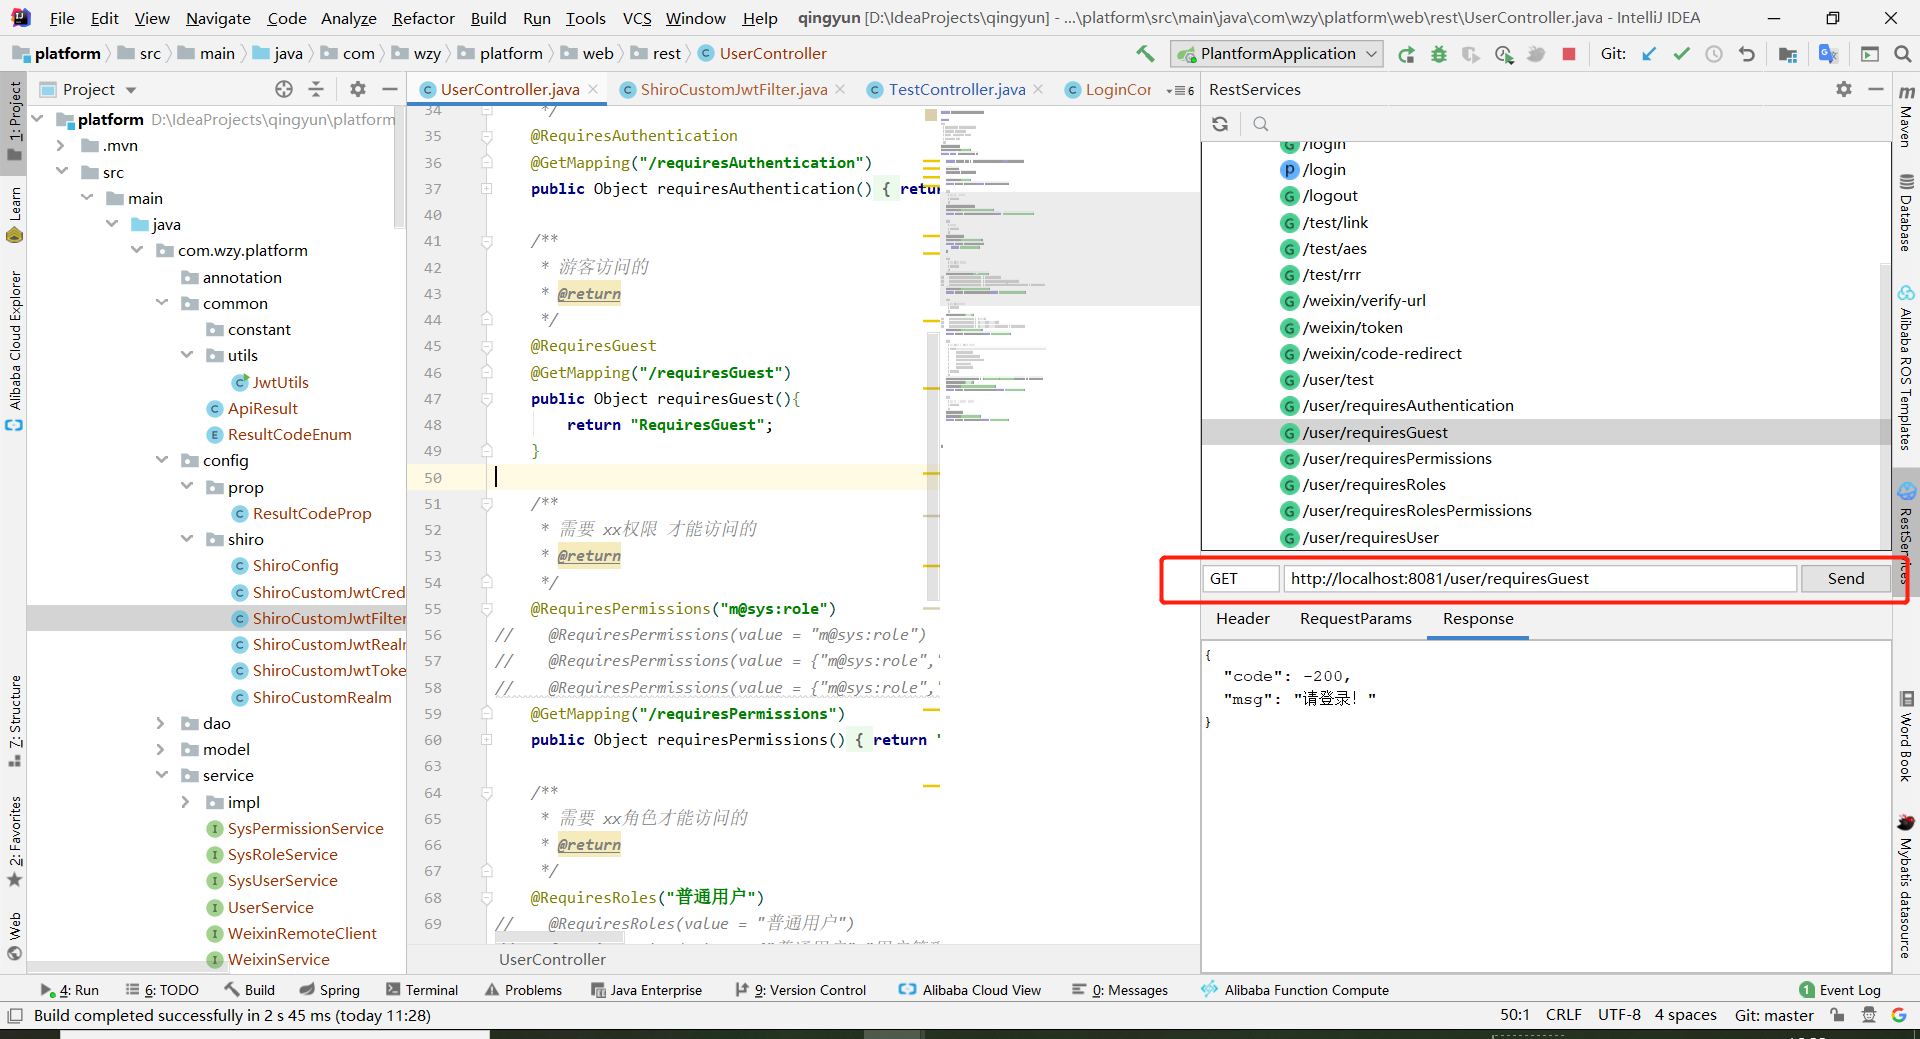 File Edit View Navigate Code Analyze Refactor Build Run Tools VCS Window Help qingyun [D:\IdeaProjects\qingyun] - ...\platform\src\main\java\com\wzy\platform\web\rest\UserController.java - IntelliJ IDEA
platform src main java com wzy platform web rest UserController PlantformApplication Git:
Project
UserController.java ShiroCustomJwtFilter.java TestController.java LoginCor 6
RestServices
1: Project
Learn
Alibaba Cloud Explorer
7: Structure
2: Favorites
Web
platform D:\IdeaProjects\qingyun\platform
.mvn
src
main
java
com.wzy.platform
annotation
common
constant
utils
JwtUtils
ApiResult
ResultCodeEnum
config
prop
ResultCodeProp
shiro
ShiroConfig
ShiroCustomJwtCred
ShiroCustomJwtFilter
ShiroCustomJwtRealr
ShiroCustomJwtToke
ShiroCustomRealm
dao
model
service
impl
SysPermissionService
SysRoleService
SysUserService
UserService
WeixinRemoteClient
WeixinService
34 */
35 @RequiresAuthentication
36 @GetMapping("/requiresAuthentication")
37 public Object requiresAuthentication() { retur
40
41 /**
42 * 游客访问的
43 * @return
44 */
45 @RequiresGuest
46 @GetMapping("/requiresGuest")
47 public Object requiresGuest(){
48 return "RequiresGuest";
49 }
50
51 /**
52 * 需要 xx权限 才能访问的
53 * @return
54 */
55 @RequiresPermissions("m@sys:role")
56 // @RequiresPermissions(value = "m@sys:role")
57 // @RequiresPermissions(value = {"m@sys:role","
58 // @RequiresPermissions(value = {"m@sys:role","
59 @GetMapping("/requiresPermissions")
60 public Object requiresPermissions() { return "
63
64 /**
65 * 需要 xx角色才能访问的
66 * @return
67 */
68 @RequiresRoles("普通用户")
69 // @RequiresRoles(value = "普通用户")
UserController
/login
/login
/logout
/test/link
/test/aes
/test/rrr
/weixin/verify-url
/weixin/token
/weixin/code-redirect
/user/test
/user/requiresAuthentication
/user/requiresGuest
/user/requiresPermissions
/user/requiresRoles
/user/requiresRolesPermissions
/user/requiresUser
GET http://localhost:8081/user/requiresGuest Send
Header RequestParams Response
{
"code": -200,
"msg": "请登录！"
}
Maven
Database
Alibaba ROS Templates
RestServices
Word Book
Mybatis datasource
4: Run 6: TODO Build Spring Terminal Problems Java Enterprise 9: Version Control Alibaba Cloud View 0: Messages Alibaba Function Compute 1 Event Log
Build completed successfully in 2 s 45 ms (today 11:28) 50:1 CRLF UTF-8 4 spaces Git: master